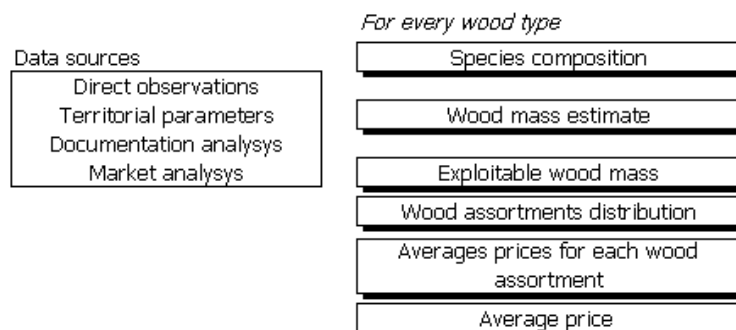 Data sources
Direct observations
Territorial parameters
Documentation analysys
Market analysys
For every wood type
Species composition
Wood mass estimate
Exploitable wood mass
Wood assortments distribution
Averages prices for each wood
assortment
Average price